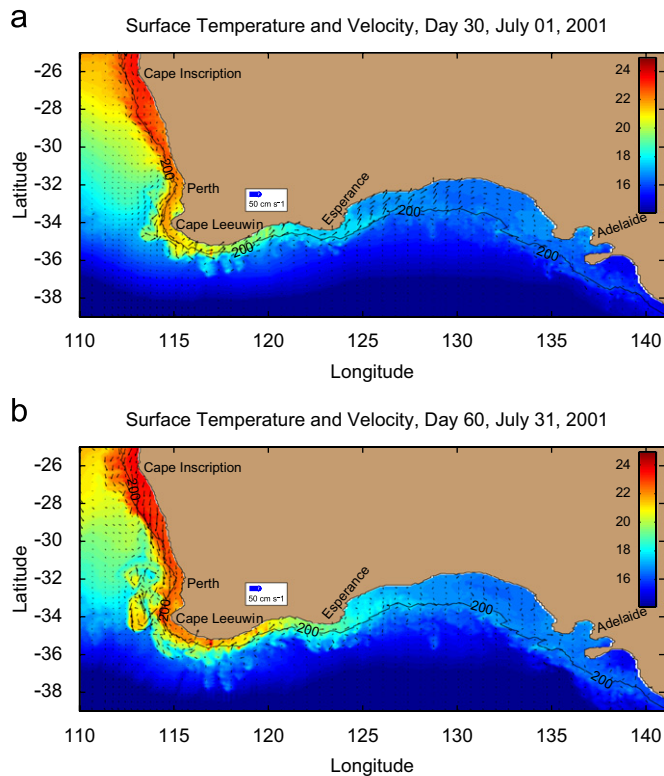 a
Surface Temperature and Velocity, Day 30, July 01, 2001
-26
-28
-30
-32
-34
-36
-38
Latitude
Cape Inscription
200
Perth
Cape Leeuwin
200
50 cm s⁻¹
Esperance
200
200
Adelaide
24
22
20
18
16
110 115 120 125 130 135 140
Longitude
b
Surface Temperature and Velocity, Day 60, July 31, 2001
-26
-28
-30
-32
-34
-36
-38
Latitude
Cape Inscription
200
Perth
200
Cape Leeuwin
50 cm s⁻¹
Esperance
200
200
Adelaide
200
24
22
20
18
16
110 115 120 125 130 135 140
Longitude